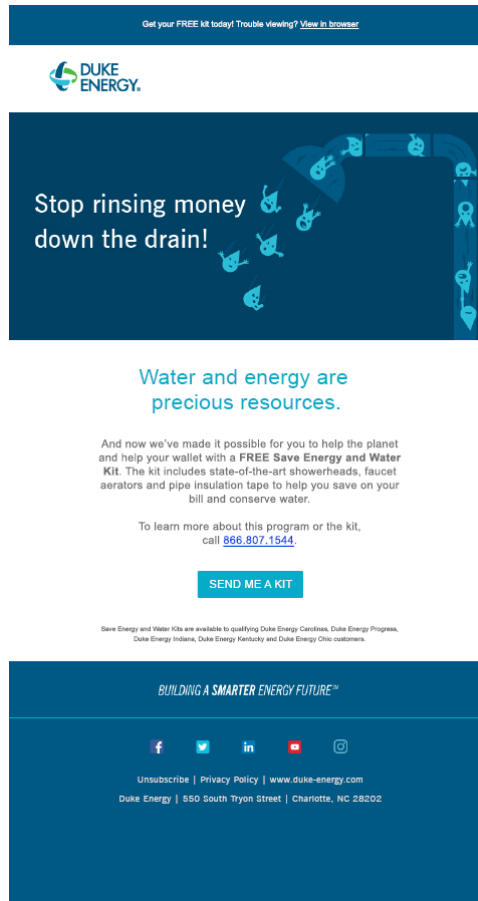 Get your FREE kit today! Trouble viewing? View in browser
DUKE
ENERGY.
Stop rinsing money
down the drain!
Water and energy are
precious resources.
And now we've made it possible for you to help the planet
and help your wallet with a FREE Save Energy and Water
Kit. The kit includes state-of-the-art showerheads, faucet
aerators and pipe insulation tape to help you save on your
bill and conserve water.
To learn more about this program or the kit,
call 866.807.1544.
SEND ME A KIT
Save Energy and Water Kits are available to qualifying Duke Energy Carolinas, Duke Energy Progress,
Duke Energy Indiana, Duke Energy Kentucky and Duke Energy Ohio customers.
BUILDING A SMARTER ENERGY FUTURE℠
Unsubscribe | Privacy Policy | www.duke-energy.com
Duke Energy | 550 South Tryon Street | Charlotte, NC 28202